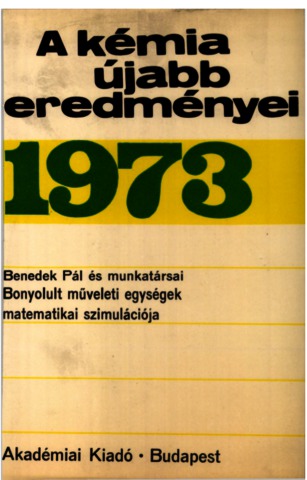 A kémia
újabb
eredményei
1973
Benedek Pál és munkatársai
Bonyolult műveleti egységek
matematikai szimulációja
Akadémiai Kiadó • Budapest